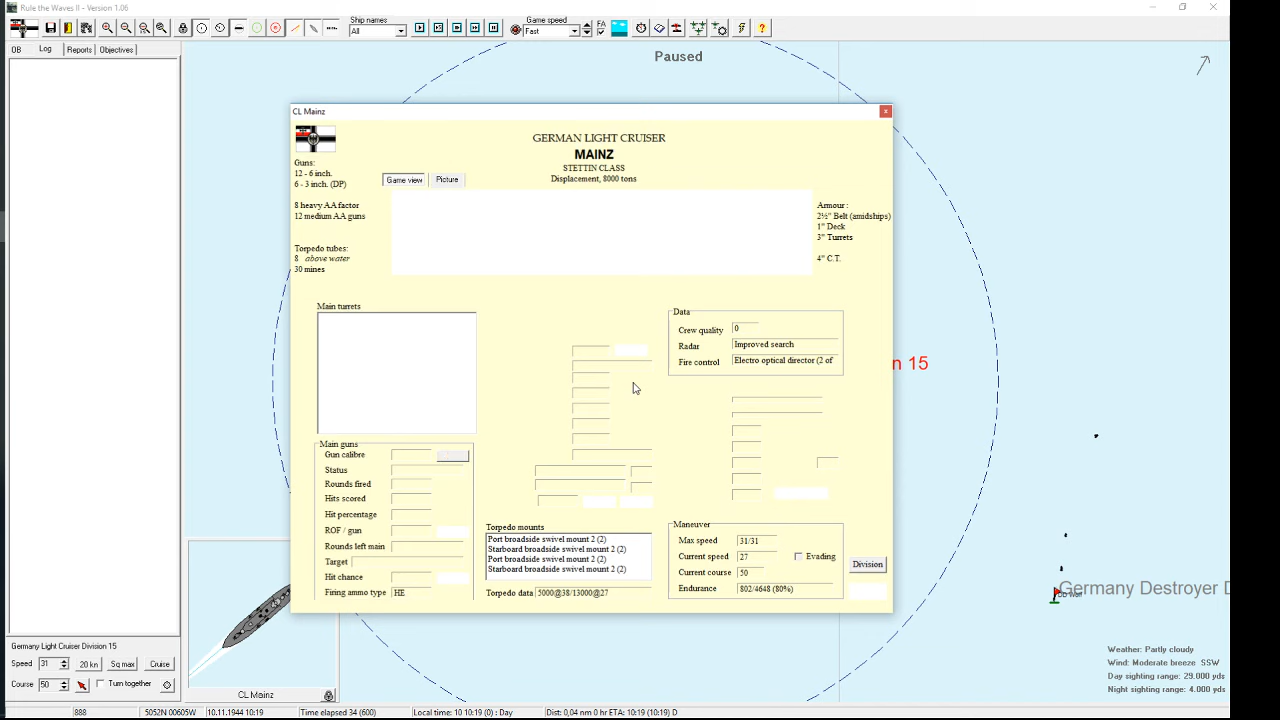 Rule the Waves II - Version 1.06
Ship names
All
FA
Game speed
Fast
OB
Log
Reports
Objectives
Paused
CL Mainz
GERMAN LIGHT CRUISER
MAINZ
STETTIN CLASS
Displacement, 8000 tons
Guns:
12 - 6 inch.
6 - 3 inch. (DP)
8 heavy AA factor
12 medium AA guns
Torpedo tubes:
8 above water
30 mines
Game view
Picture
Armour :
2½" Belt (amidships)
1" Deck
3" Turrets
4" C.T.
Main turrets
Data
Crew quality 0
Radar Improved search
Fire control Electro optical director (2 of
Main guns
Gun calibre
Status
Rounds fired
Hits scored
Hit percentage
ROF / gun
Rounds left main
Target
Hit chance
Firing ammo type HE
Torpedo mounts
Port broadside swivel mount 2 (2)
Starboard broadside swivel mount 2 (2)
Port broadside swivel mount 2 (2)
Starboard broadside swivel mount 2 (2)
Torpedo data 5000@38/13000@27
Maneuver
Max speed 31/31
Current speed 27
Evading
Current course 50
Endurance 802/4648 (80%)
Division
n 15
Germany Destroyer D
Germany Light Cruiser Division 15
Speed 31 20 kn Sq max Cruise
Course 50 Turn together
CL Mainz
Weather: Partly cloudy
Wind: Moderate breeze SSW
Day sighting range: 29.000 yds
Night sighting range: 4.000 yds
888 5052N 00605W 10.11.1944 10:19 Time elapsed 34 (600) Local time: 10 10:19 (0) : Day Dist: 0,04 nm 0 hr ETA: 10:19 (10:19) D